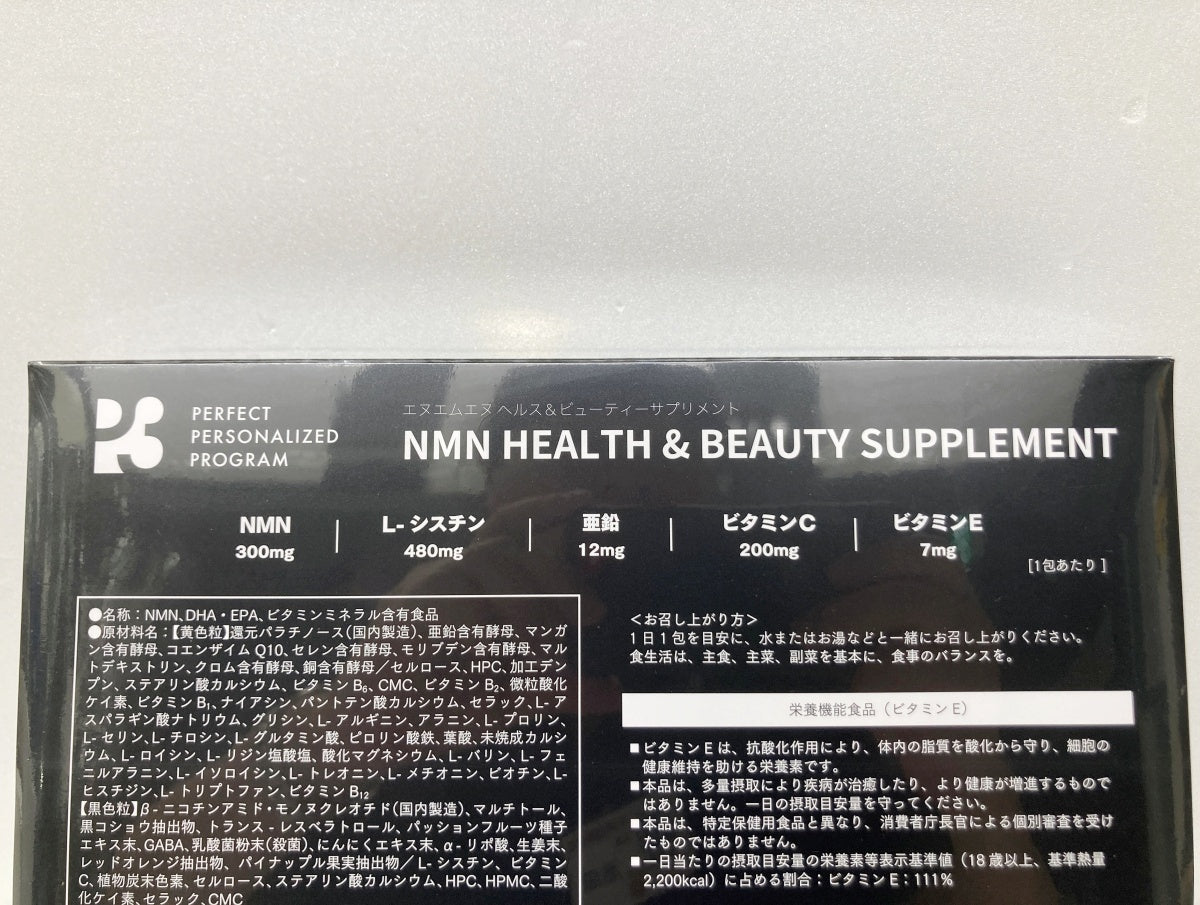 PERFECT
PERSONALIZED
PROGRAM
エヌエムエヌ ヘルス＆ビューティーサプリメント
NMN HEALTH & BEAUTY SUPPLEMENT
NMN
300mg
L-シスチン
480mg
亜鉛
12mg
ビタミンC
200mg
ビタミンE
7mg
[1包あたり]
●名称：NMN、DHA・EPA、ビタミンミネラル含有食品
●原材料名：【黄色粒】還元パラチノース（国内製造）、亜鉛含有酵母、マンガ
ン含有酵母、コエンザイムQ10、セレン含有酵母、モリブデン含有酵母、マル
トデキストリン、クロム含有酵母、銅含有酵母／セルロース、HPC、加工デン
プン、ステアリン酸カルシウム、ビタミンB₆、CMC、ビタミンB₂、微粒酸化
ケイ素、ビタミンB₁、ナイアシン、パントテン酸カルシウム、セラック、L-ア
スパラギン酸ナトリウム、グリシン、L-アルギニン、アラニン、L-プロリン、
L-セリン、L-チロシン、L-グルタミン酸、ピロリン酸鉄、葉酸、未焼成カルシ
ウム、L-ロイシン、L-リジン塩酸塩、酸化マグネシウム、L-バリン、L-フェ
ニルアラニン、L-イソロイシン、L-トレオニン、L-メチオニン、ビオチン、L-
ヒスチジン、L-トリプトファン、ビタミンB₁₂
【黒色粒】β-ニコチンアミド・モノヌクレオチド（国内製造）、マルチトール、
黒コショウ抽出物、トランス-レスベラトロール、パッションフルーツ種子
エキス末、GABA、乳酸菌粉末（殺菌）、にんにくエキス末、α-リポ酸、生姜末、
レッドオレンジ抽出物、パイナップル果実抽出物／L-シスチン、ビタミン
C、植物炭末色素、セルロース、ステアリン酸カルシウム、HPC、HPMC、二酸
化ケイ素、セラック、CMC
＜お召し上がり方＞
1日1包を目安に、水またはお湯などと一緒にお召し上がりください。
食生活は、主食、主菜、副菜を基本に、食事のバランスを。
栄養機能食品（ビタミンE）
■ビタミンEは、抗酸化作用により、体内の脂質を酸化から守り、細胞の
健康維持を助ける栄養素です。
■本品は、多量摂取により疾病が治癒したり、より健康が増進するもので
はありません。一日の摂取目安量を守ってください。
■本品は、特定保健用食品と異なり、消費者庁長官による個別審査を受け
たものではありません。
■一日当たりの摂取目安量の栄養素等表示基準値（18歳以上、基準熱量
2,200kcal）に占める割合：ビタミンE：111%